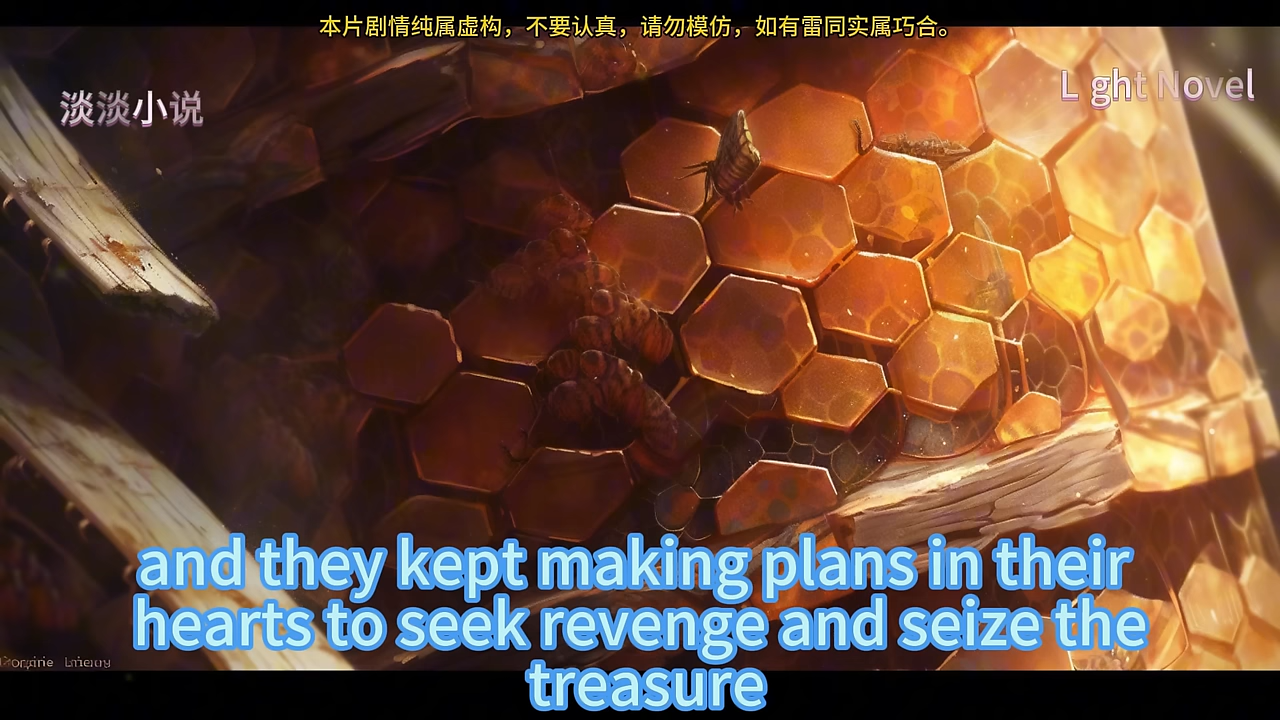 本片剧情纯属虚构，不要认真，请勿模仿，如有雷同实属巧合。
淡淡小说
L ght Novel
and they kept making plans in their
hearts to seek revenge and seize the
treasure